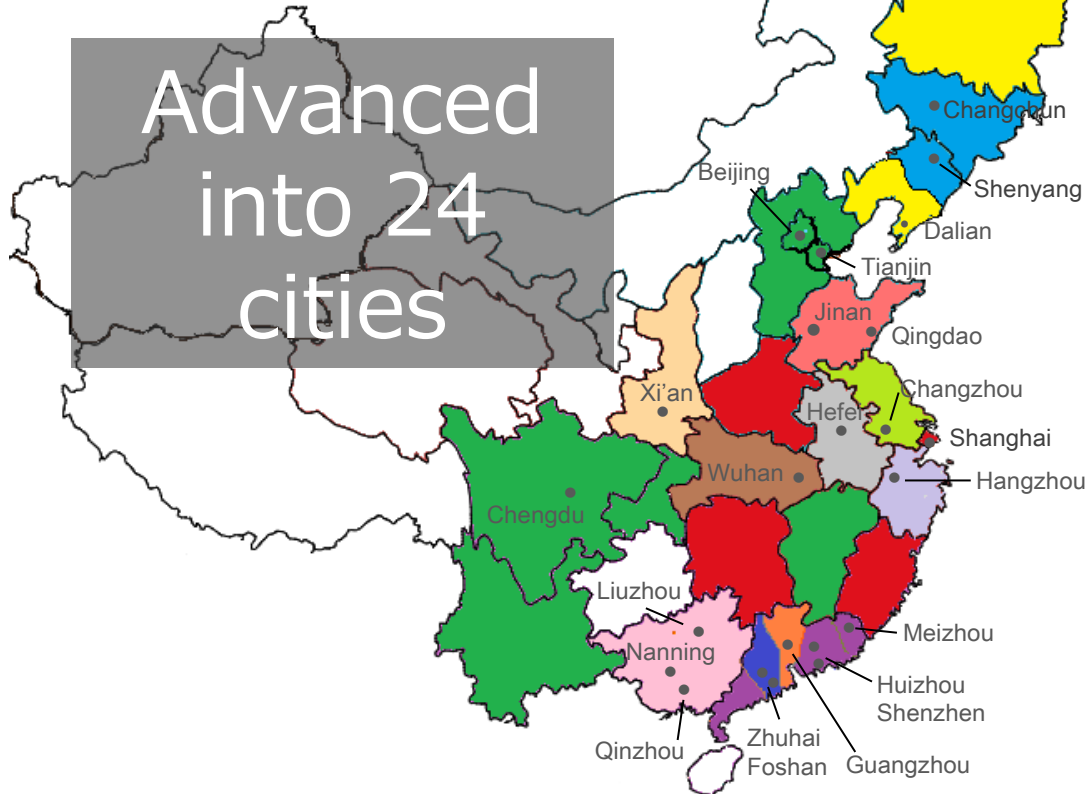 Advanced
into 24
cities
Changchun
Beijing
Shenyang
Dalian
Tianjin
Jinan
Qingdao
Xi'an
Changzhou
Hefei
Shanghai
Wuhan
Hangzhou
Chengdu
Liuzhou
Meizhou
Nanning
Huizhou
Shenzhen
Qinzhou
Zhuhai
Foshan
Guangzhou